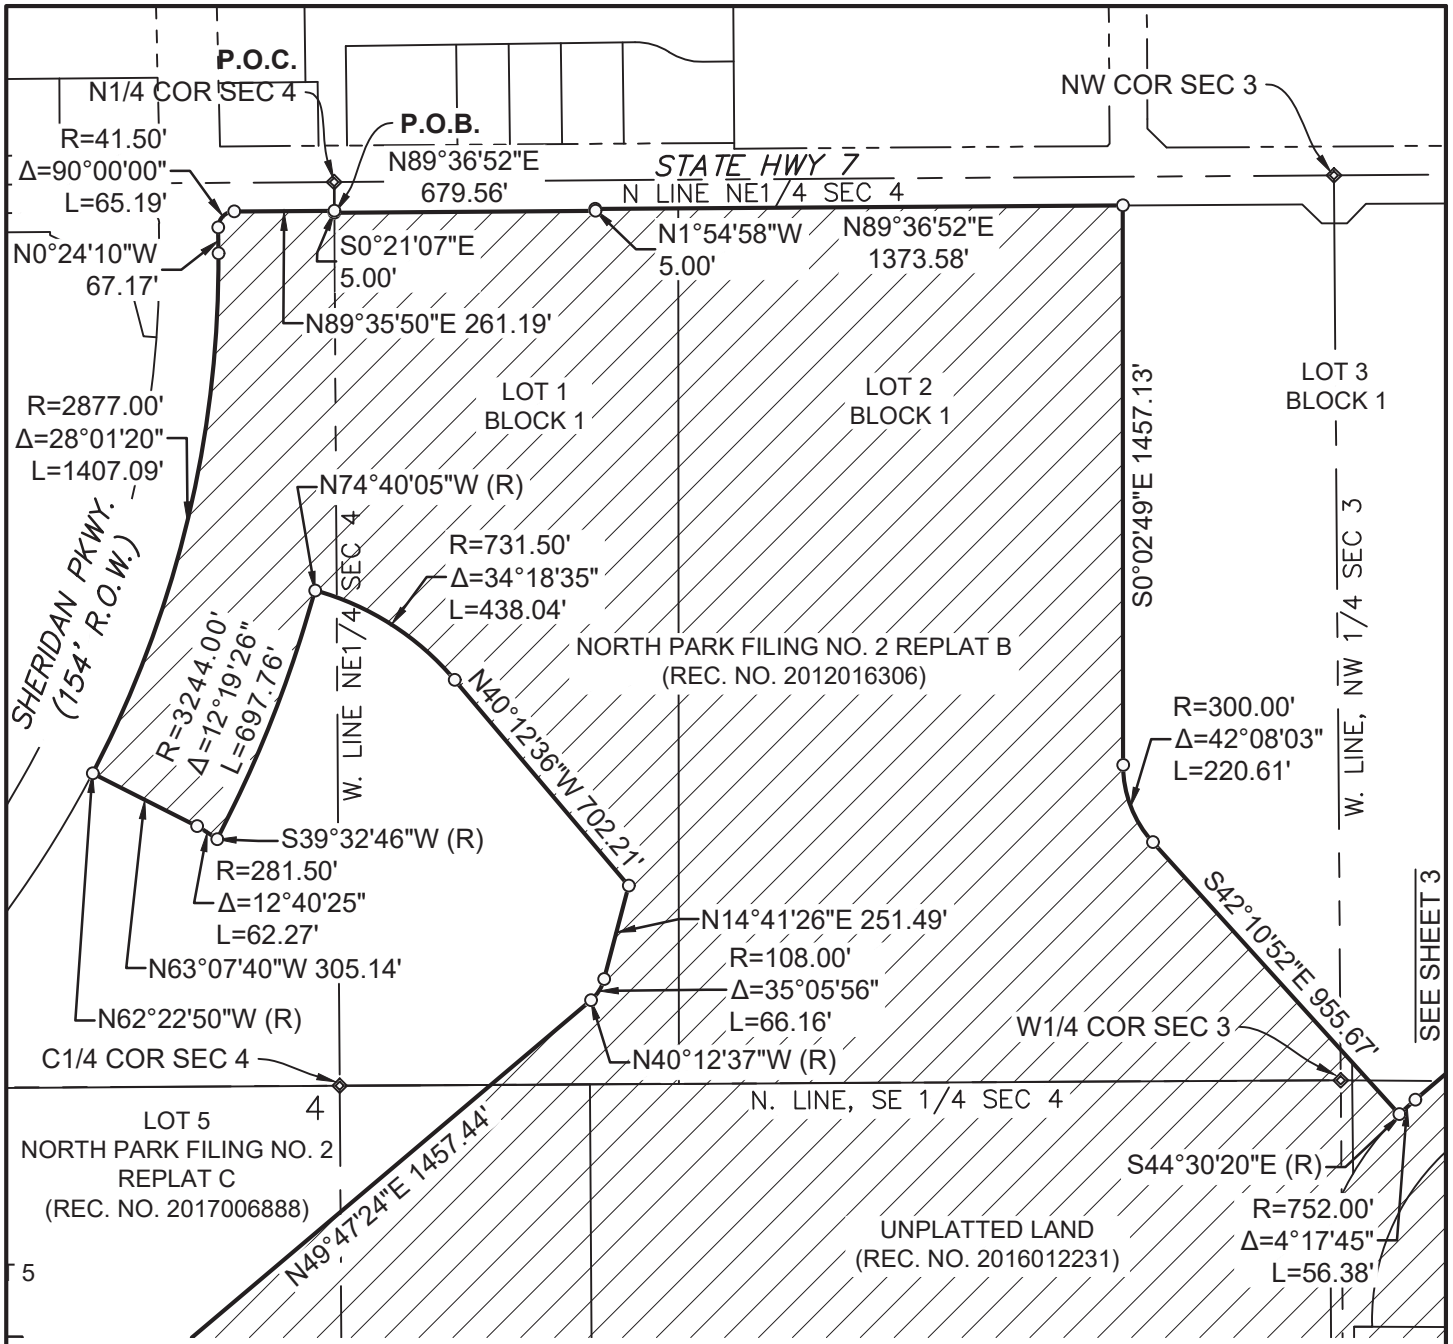 P.O.C.
N1/4 COR SEC 4
NW COR SEC 3
R=41.50'
Δ=90°00'00"
L=65.19'
P.O.B.
N89°36'52"E
679.56'
STATE HWY 7
N LINE NE1/4 SEC 4
N0°24'10"W
67.17'
S0°21'07"E
5.00'
N1°54'58"W
5.00'
N89°36'52"E
1373.58'
N89°35'50"E 261.19'
LOT 1
BLOCK 1
LOT 2
BLOCK 1
LOT 3
BLOCK 1
R=2877.00'
Δ=28°01'20"
L=1407.09'
S0°02'49"E 1457.13'
N74°40'05"W (R)
R=731.50'
Δ=34°18'35"
L=438.04'
SHERIDAN PKWY.
(154' R.O.W.)
W. LINE NE1/4 SEC 4
W. LINE, NW 1/4 SEC 3
R=3244.00'
Δ=12°19'26"
L=697.76'
NORTH PARK FILING NO. 2 REPLAT B
(REC. NO. 2012016306)
N40°12'36"W 702.21'
R=300.00'
Δ=42°08'03"
L=220.61'
S39°32'46"W (R)
R=281.50'
Δ=12°40'25"
L=62.27'
N63°07'40"W 305.14'
N62°22'50"W (R)
N14°41'26"E 251.49'
R=108.00'
Δ=35°05'56"
L=66.16'
N40°12'37"W (R)
S42°10'52"E 955.67'
SEE SHEET 3
W1/4 COR SEC 3
C1/4 COR SEC 4
4
N. LINE, SE 1/4 SEC 4
LOT 5
NORTH PARK FILING NO. 2
REPLAT C
(REC. NO. 2017006888)
N49°47'24"E 1457.44'
S44°30'20"E (R)
R=752.00'
Δ=4°17'45"
L=56.38'
UNPLATTED LAND
(REC. NO. 2016012231)
5